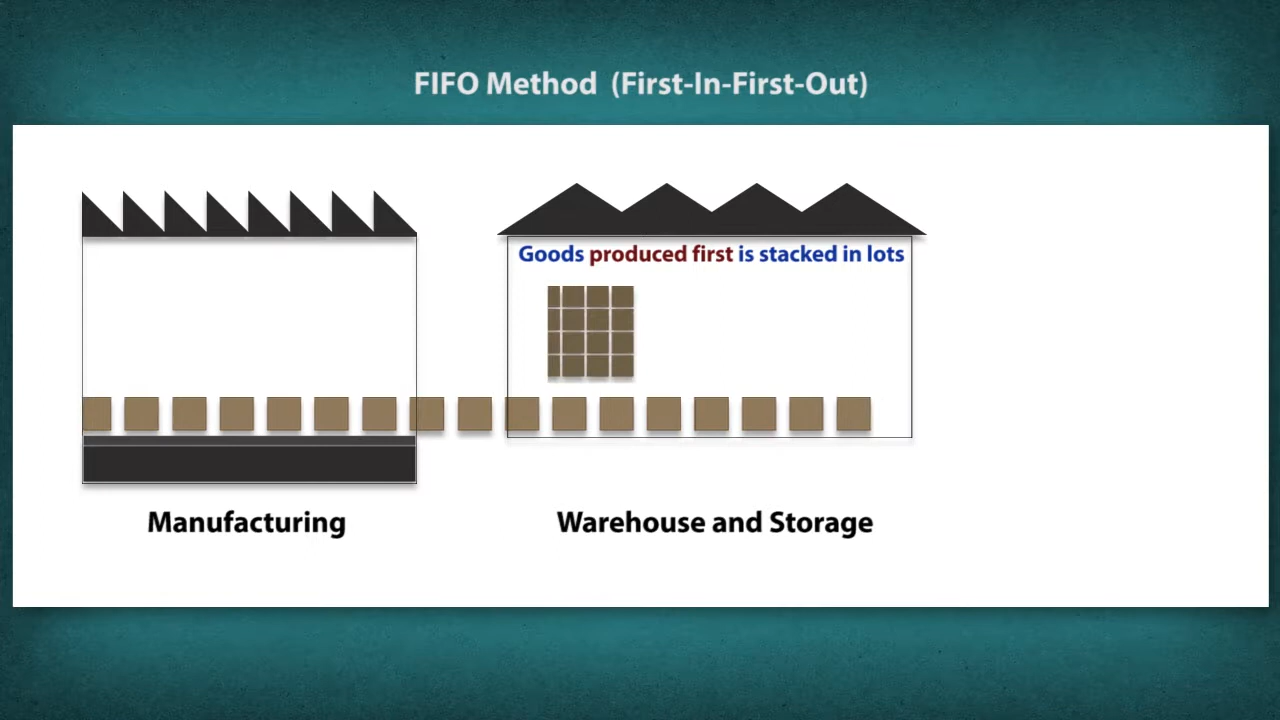 FIFO Method (First-In-First-Out)
Goods produced first is stacked in lots
Manufacturing
Warehouse and Storage